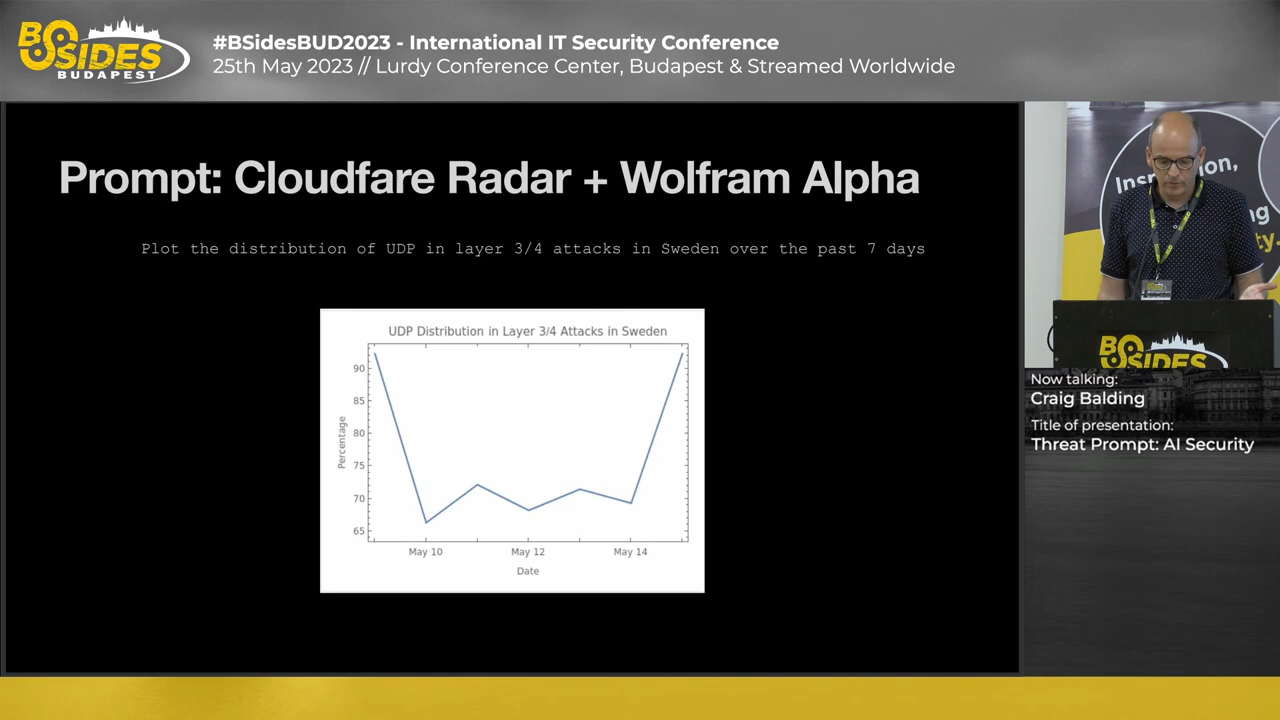 BSIDES
BUDAPEST
#BSidesBUD2023 - International IT Security Conference
25th May 2023 // Lurdy Conference Center, Budapest & Streamed Worldwide
Prompt: Cloudfare Radar + Wolfram Alpha
Plot the distribution of UDP in layer 3/4 attacks in Sweden over the past 7 days
UDP Distribution in Layer 3/4 Attacks in Sweden
90
85
80
75
70
65
Percentage
May 10
May 12
May 14
Date
BSIDES
Now talking:
Craig Balding
Title of presentation:
Threat Prompt: AI Security